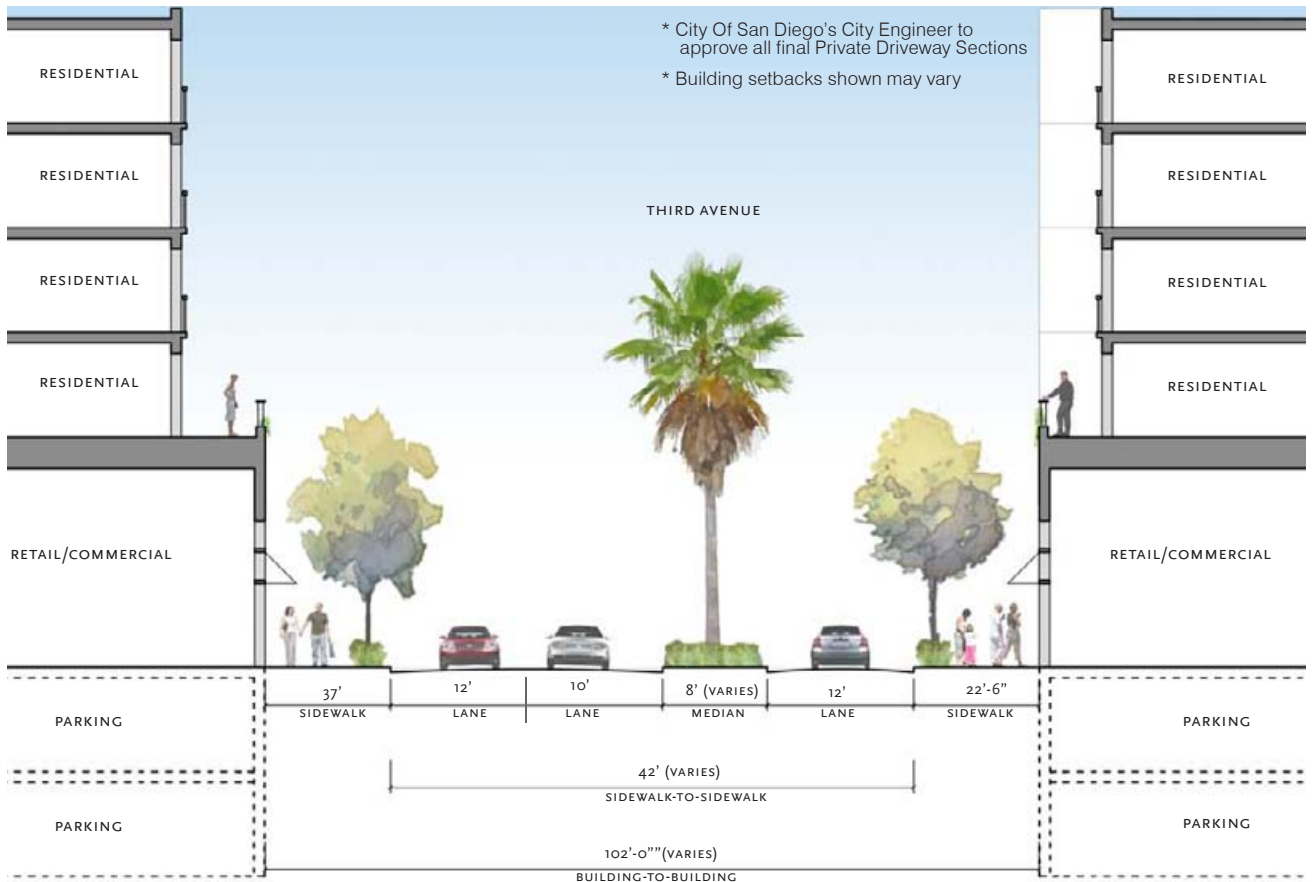 * City Of San Diego's City Engineer to
approve all final Private Driveway Sections
* Building setbacks shown may vary
RESIDENTIAL
RESIDENTIAL
RESIDENTIAL
RESIDENTIAL
THIRD AVENUE
RESIDENTIAL
RESIDENTIAL
RESIDENTIAL
RESIDENTIAL
RETAIL/COMMERCIAL
RETAIL/COMMERCIAL
37'
SIDEWALK
12'
LANE
10'
LANE
8' (VARIES)
MEDIAN
12'
LANE
22'-6"
SIDEWALK
PARKING
PARKING
42' (VARIES)
SIDEWALK-TO-SIDEWALK
PARKING
PARKING
102'-0""(VARIES)
BUILDING-TO-BUILDING